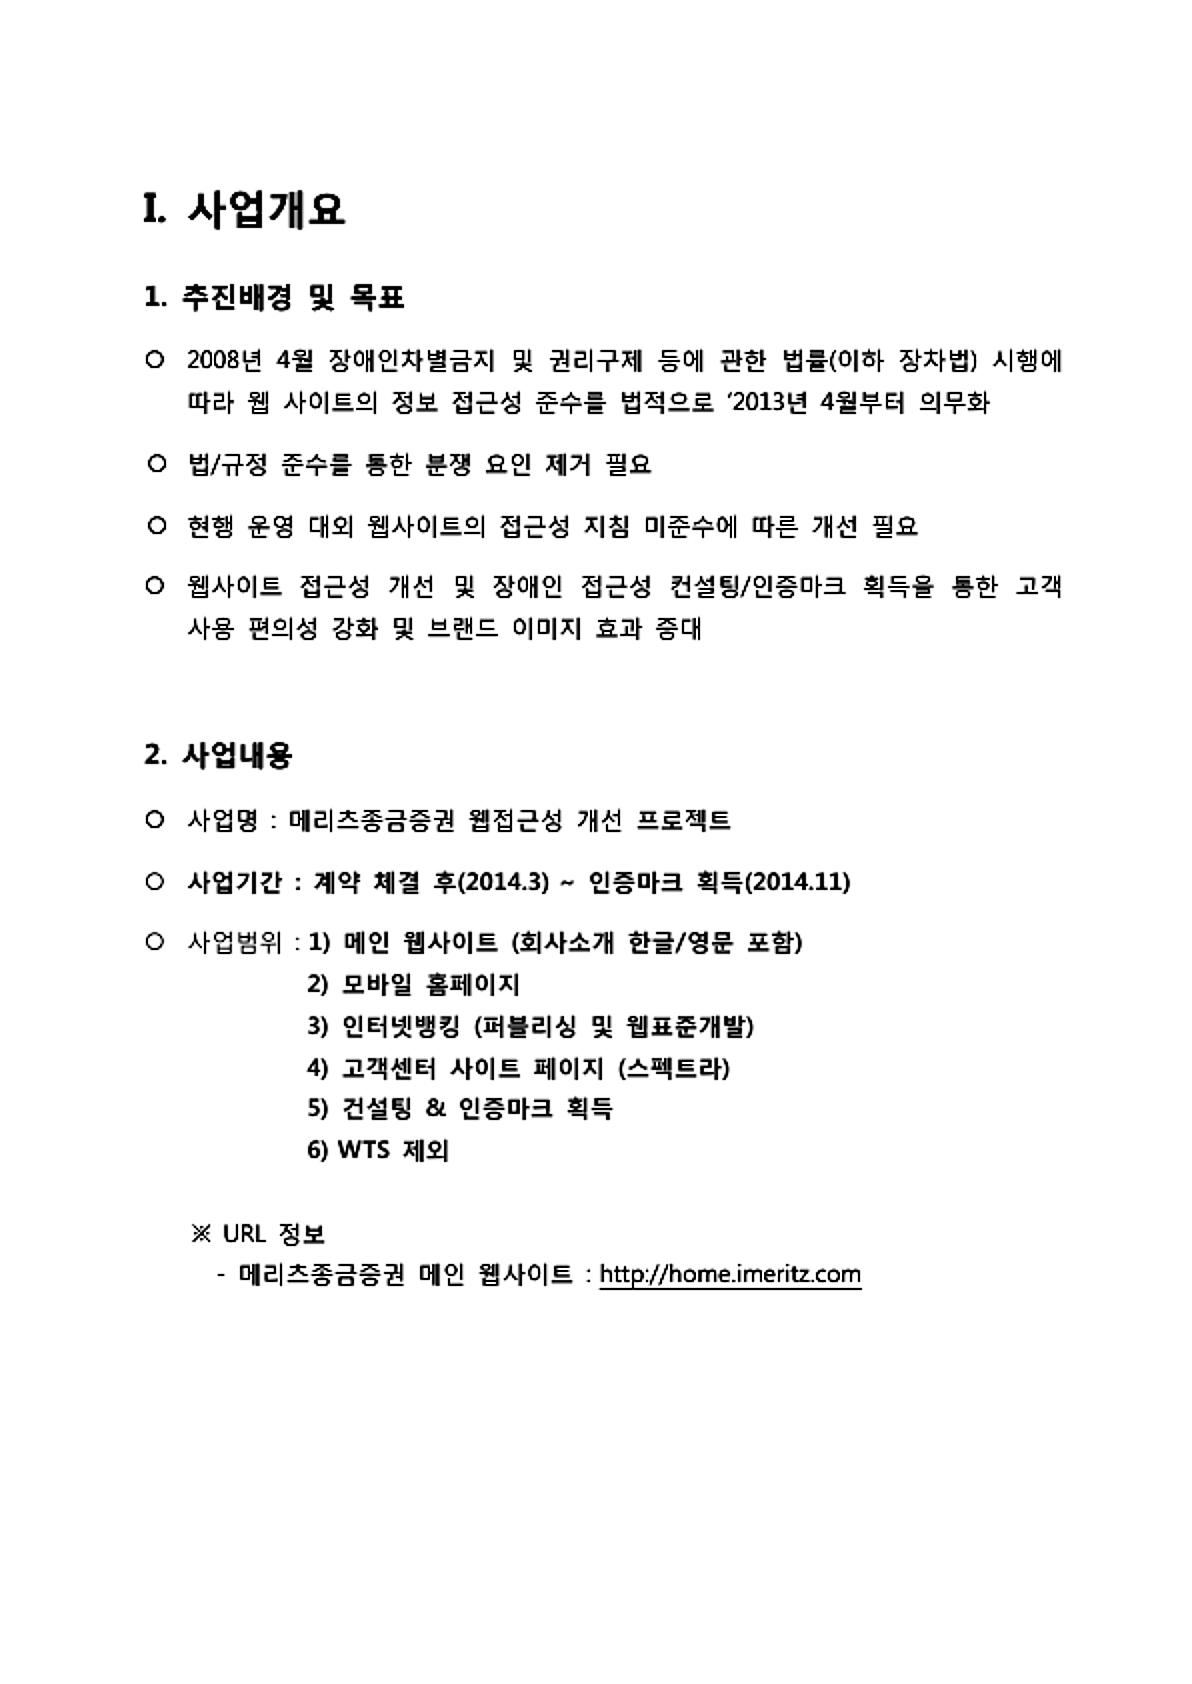 I. 사업개요
1. 추진배경 및 목표
○ 2008년 4월 장애인차별금지 및 권리구제 등에 관한 법률(이하 장차법) 시행에
따라 웹 사이트의 정보 접근성 준수를 법적으로 ‘2013년 4월부터 의무화
○ 법/규정 준수를 통한 분쟁 요인 제거 필요
○ 현행 운영 대외 웹사이트의 접근성 지침 미준수에 따른 개선 필요
○ 웹사이트 접근성 개선 및 장애인 접근성 컨설팅/인증마크 획득을 통한 고객
사용 편의성 강화 및 브랜드 이미지 효과 증대
2. 사업내용
○ 사업명 : 메리츠종금증권 웹접근성 개선 프로젝트
○ 사업기간 : 계약 체결 후(2014.3) ~ 인증마크 획득(2014.11)
○ 사업범위 : 1) 메인 웹사이트 (회사소개 한글/영문 포함)
2) 모바일 홈페이지
3) 인터넷뱅킹 (퍼블리싱 및 웹표준개발)
4) 고객센터 사이트 페이지 (스펙트라)
5) 컨설팅 & 인증마크 획득
6) WTS 제외
※ URL 정보
- 메리츠종금증권 메인 웹사이트 : http://home.imeritz.com